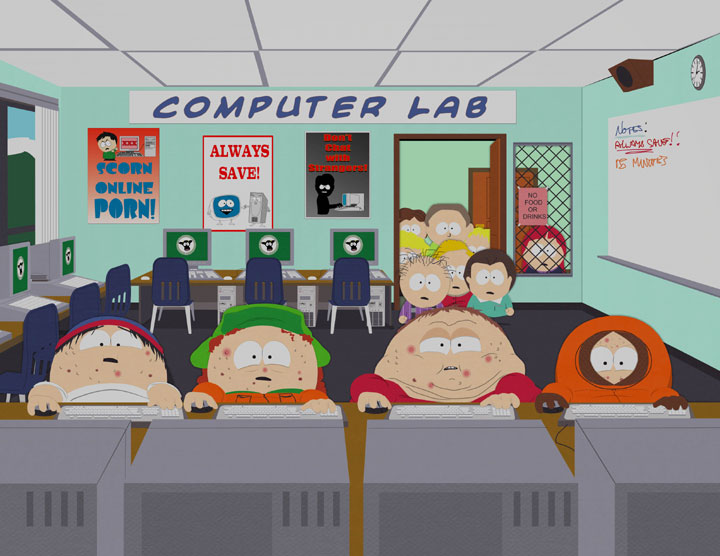 COMPUTER LAB
XXX
SCORN
ONLINE
PORN!
ALWAYS
SAVE!
Don't
Chat
with
Strangers!
NO
FOOD
OR
DRINKS
NOTES:
ALWAYS SAVE!!
15 MINUTES